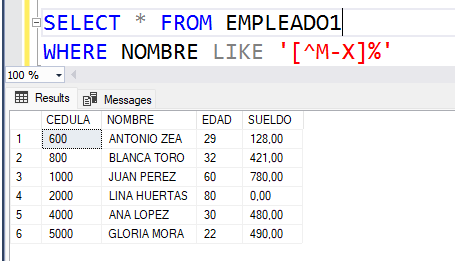 SELECT * FROM EMPLEADO1
WHERE NOMBRE LIKE '[^M-X]%'
100 %
Results Messages
CEDULA NOMBRE EDAD SUELDO
1 600 ANTONIO ZEA 29 128,00
2 800 BLANCA TORO 32 421,00
3 1000 JUAN PEREZ 60 780,00
4 2000 LINA HUERTAS 80 0,00
5 4000 ANA LOPEZ 30 480,00
6 5000 GLORIA MORA 22 490,00